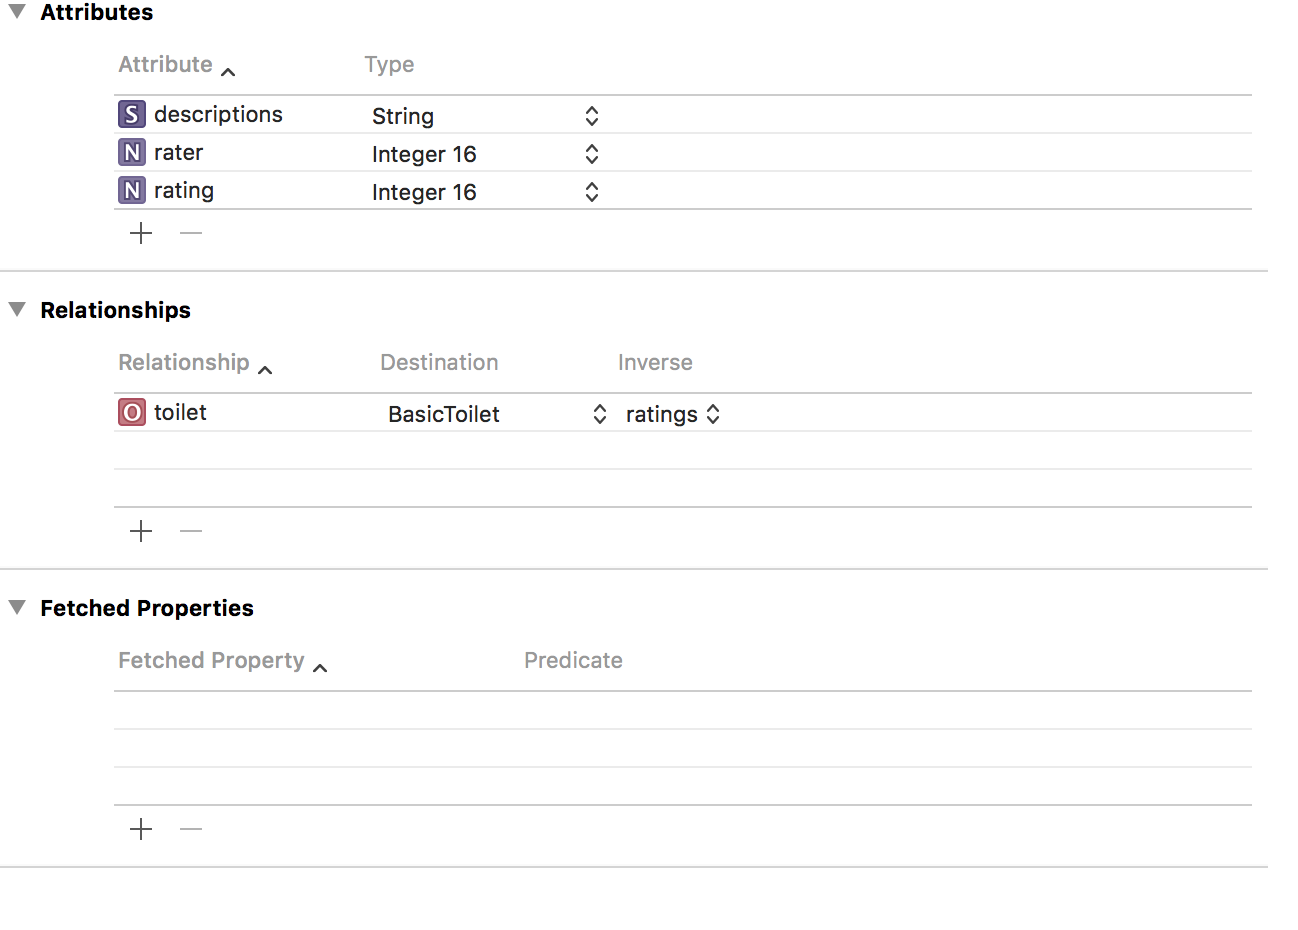 Attributes
Attribute Type
S descriptions String
N rater Integer 16
N rating Integer 16
Relationships
Relationship Destination Inverse
O toilet BasicToilet ratings
Fetched Properties
Fetched Property Predicate